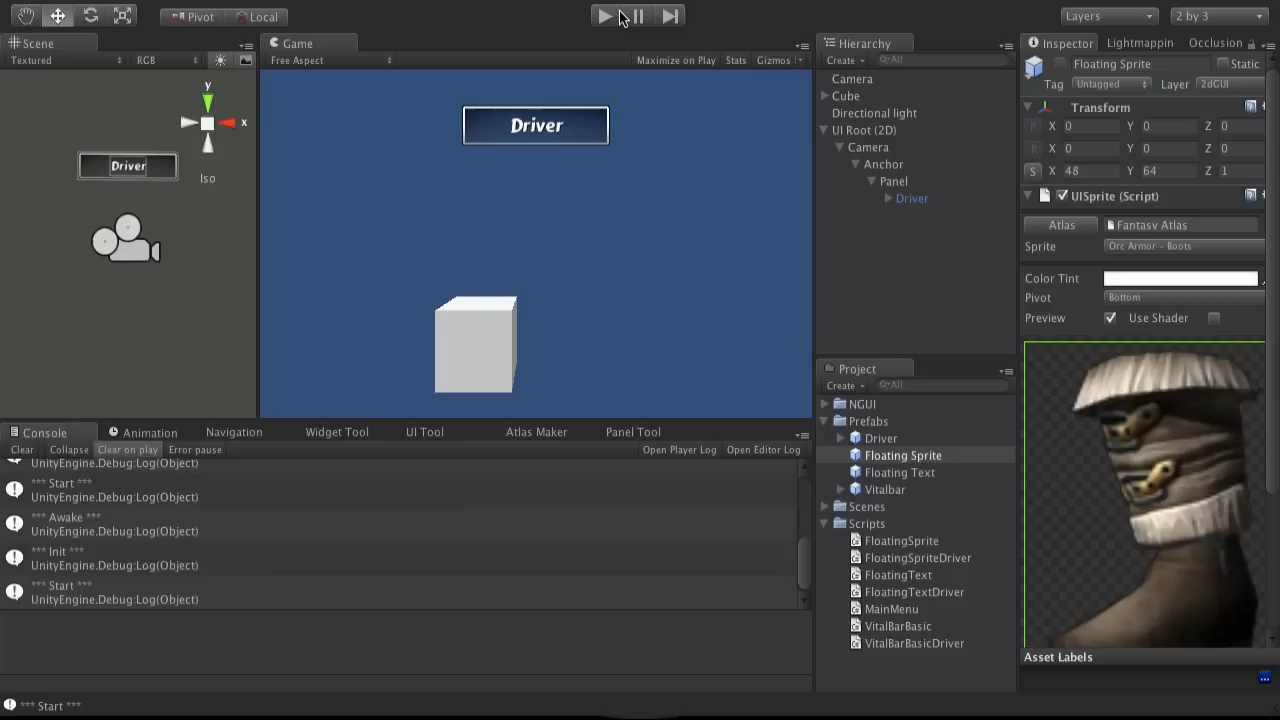 Pivot
Local
Layers
2 by 3
Scene
Textured
RGB
y
x
Iso
Driver
Game
Free Aspect
Maximize on Play
Stats
Gizmos
Driver
Hierarchy
Create
All
Camera
Cube
Directional light
UI Root (2D)
Camera
Anchor
Panel
Driver
Inspector
Lightmappin
Occlusion
Floating Sprite
Static
Tag
Untagged
Layer
2dGUI
Transform
X 0 Y 0 Z 0
X 0 Y 0 Z 0
S X 48 Y 64 Z 1
UISprite (Script)
Atlas
Fantasy Atlas
Sprite
Orc Armor - Boots
Color Tint
Pivot
Bottom
Preview
Use Shader
Asset Labels
Project
Create
All
NGUI
Prefabs
Driver
Floating Sprite
Floating Text
Vitalbar
Scenes
Scripts
FloatingSprite
FloatingSpriteDriver
FloatingText
FloatingTextDriver
MainMenu
VitalBarBasic
VitalBarBasicDriver
Console
Animation
Navigation
Widget Tool
UI Tool
Atlas Maker
Panel Tool
Clear
Collapse
Clear on play
Error pause
Open Player Log
Open Editor Log
UnityEngine.Debug:Log(Object)
*** Start ***
UnityEngine.Debug:Log(Object)
*** Awake ***
UnityEngine.Debug:Log(Object)
*** Init ***
UnityEngine.Debug:Log(Object)
*** Start ***
UnityEngine.Debug:Log(Object)
*** Start ***